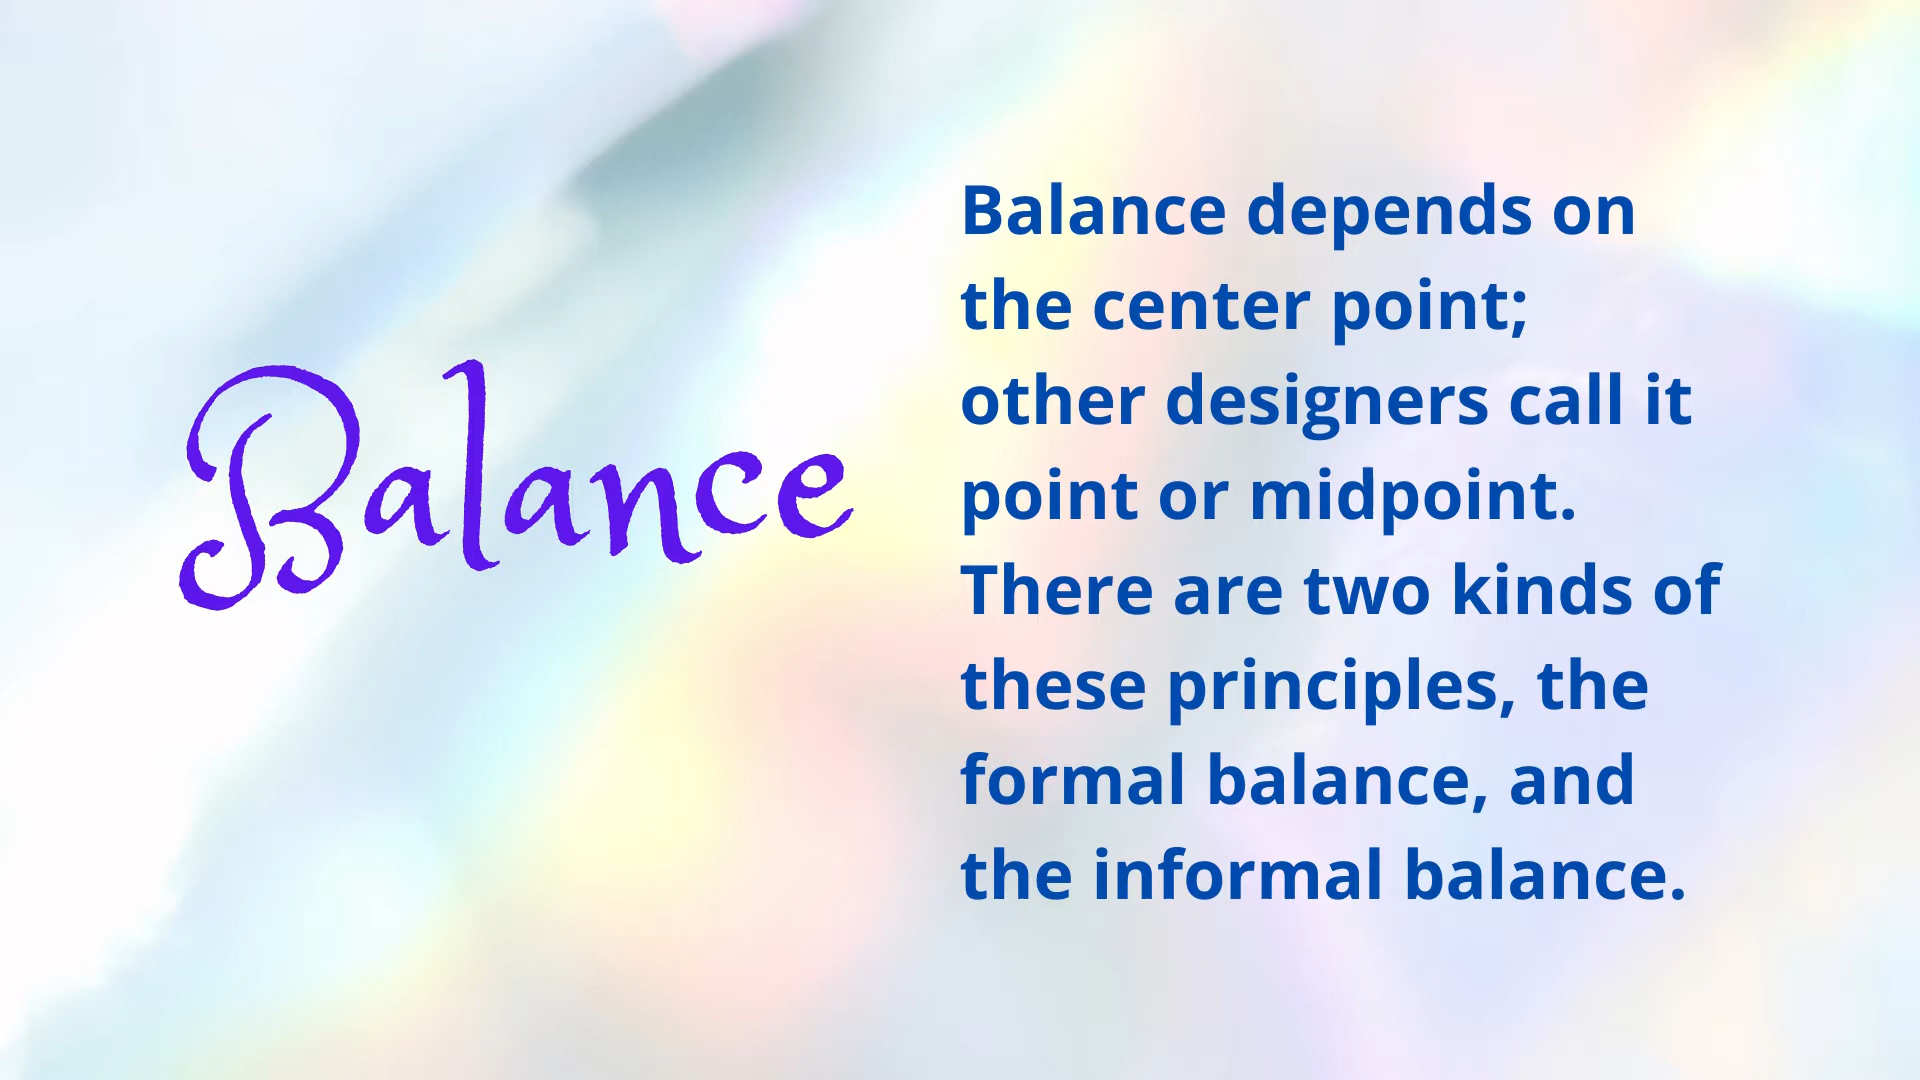 Balance
Balance depends on
the center point;
other designers call it
point or midpoint.
There are two kinds of
these principles, the
formal balance, and
the informal balance.